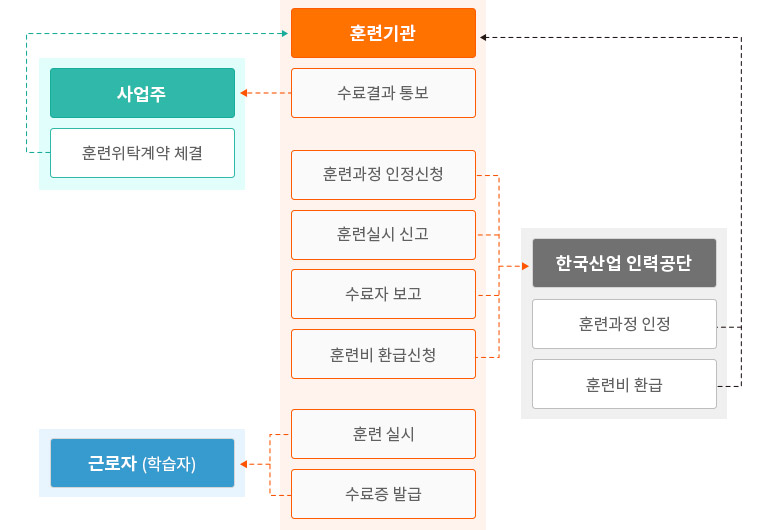 훈련기관
수료결과 통보
사업주
훈련위탁계약 체결
훈련과정 인정신청
훈련실시 신고
수료자 보고
훈련비 환급신청
한국산업 인력공단
훈련과정 인정
훈련비 환급
훈련 실시
수료증 발급
근로자 (학습자)